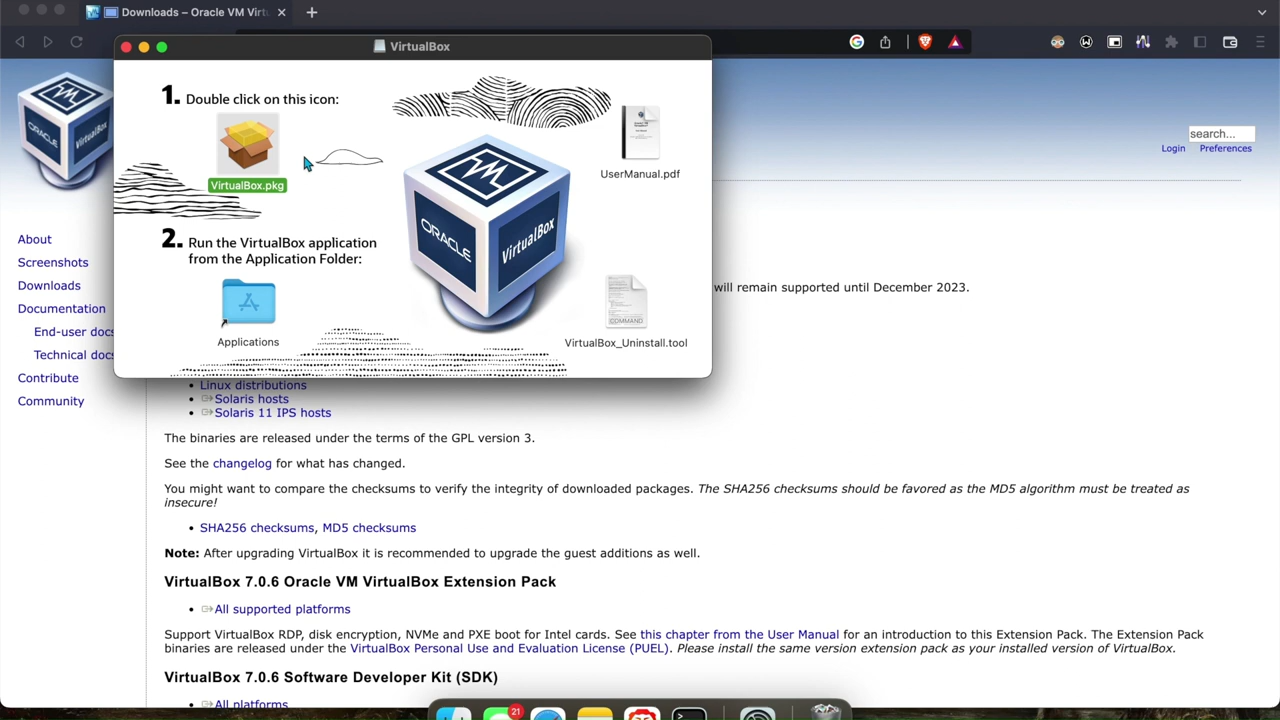 Downloads – Oracle VM Virtu
VirtualBox
1. Double click on this icon:
VirtualBox.pkg
UserManual.pdf
2. Run the VirtualBox application
from the Application Folder:
Applications
VirtualBox_Uninstall.tool
ORACLE
VirtualBox
COMMAND
ORACLE
search...
Login
Preferences
About
Screenshots
Downloads
Documentation
End-user docs
Technical docs
Contribute
Community
will remain supported until December 2023.
Linux distributions
Solaris hosts
Solaris 11 IPS hosts
The binaries are released under the terms of the GPL version 3.
See the changelog for what has changed.
You might want to compare the checksums to verify the integrity of downloaded packages. The SHA256 checksums should be favored as the MD5 algorithm must be treated as
insecure!
SHA256 checksums, MD5 checksums
Note: After upgrading VirtualBox it is recommended to upgrade the guest additions as well.
VirtualBox 7.0.6 Oracle VM VirtualBox Extension Pack
All supported platforms
Support VirtualBox RDP, disk encryption, NVMe and PXE boot for Intel cards. See this chapter from the User Manual for an introduction to this Extension Pack. The Extension Pack
binaries are released under the VirtualBox Personal Use and Evaluation License (PUEL). Please install the same version extension pack as your installed version of VirtualBox.
VirtualBox 7.0.6 Software Developer Kit (SDK)
All platforms
21